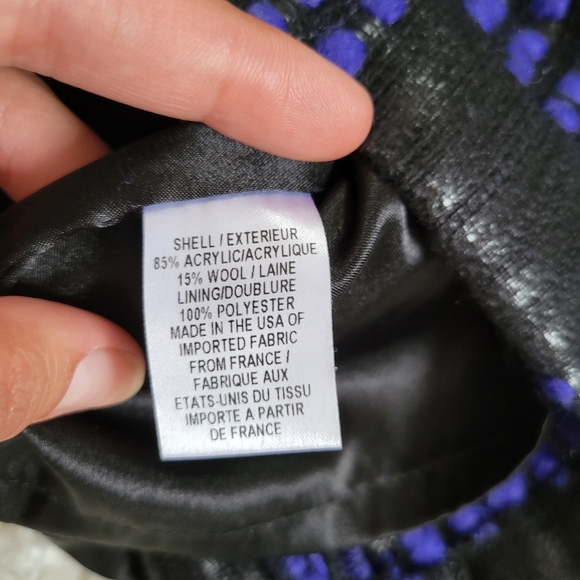 SHELL / EXTERIEUR
85% ACRYLIC/ACRYLIQUE
15% WOOL / LAINE
LINING/DOUBLURE
100% POLYESTER
MADE IN THE USA OF
IMPORTED FABRIC
FROM FRANCE /
FABRIQUE AUX
ETATS-UNIS DU TISSU
IMPORTE A PARTIR
DE FRANCE